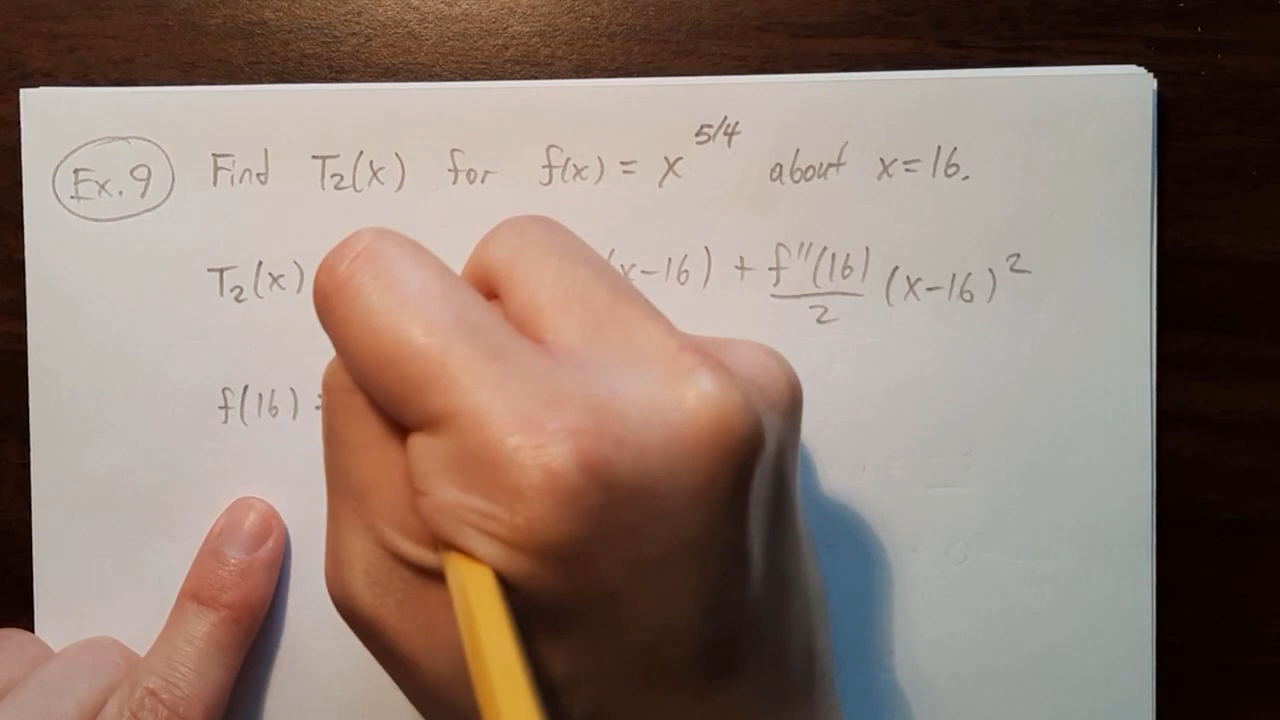 Ex. 9 Find T₂(x) for f(x) = x^5/4 about x=16.
T₂(x) x-16) + f''(16)/2 (x-16)²
f(16) =